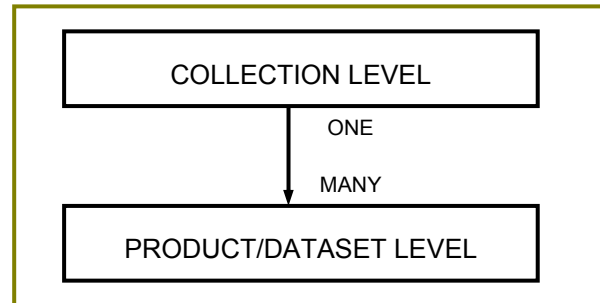 COLLECTION LEVEL
ONE
MANY
PRODUCT/DATASET LEVEL